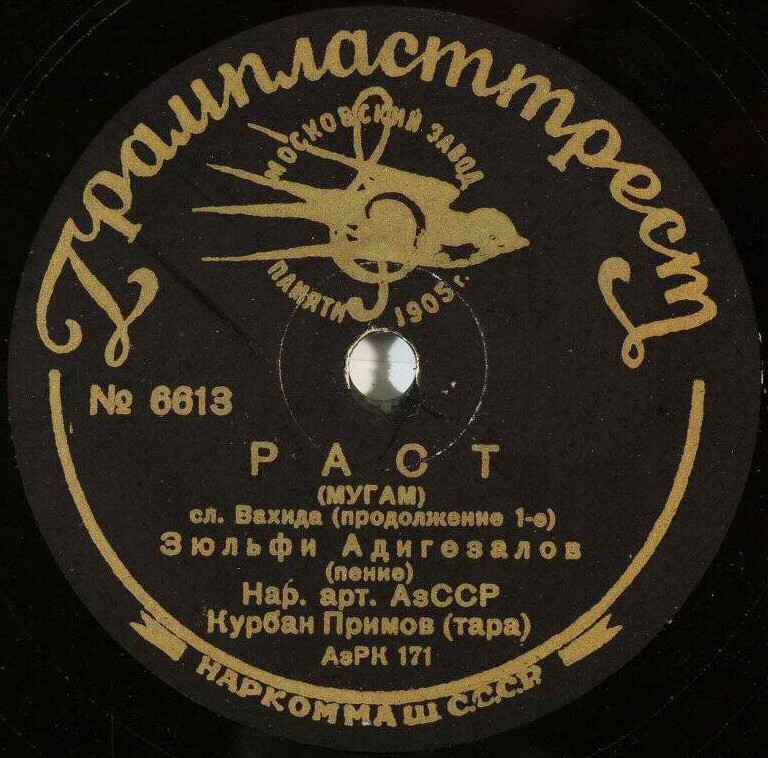 Грампласттрест
МОСКОВСКИЙ ЗАВОД
ПАМЯТИ 1905 г.
№ 6613
РАСТ
(МУГАМ)
сл. Вахида (продолжение 1-е)
Зюльфи Адигезалов
(пение)
Нар. арт. АзССР
Курбан Примов (тара)
АзРК 171
НАРКОММАШ С.С.С.Р.